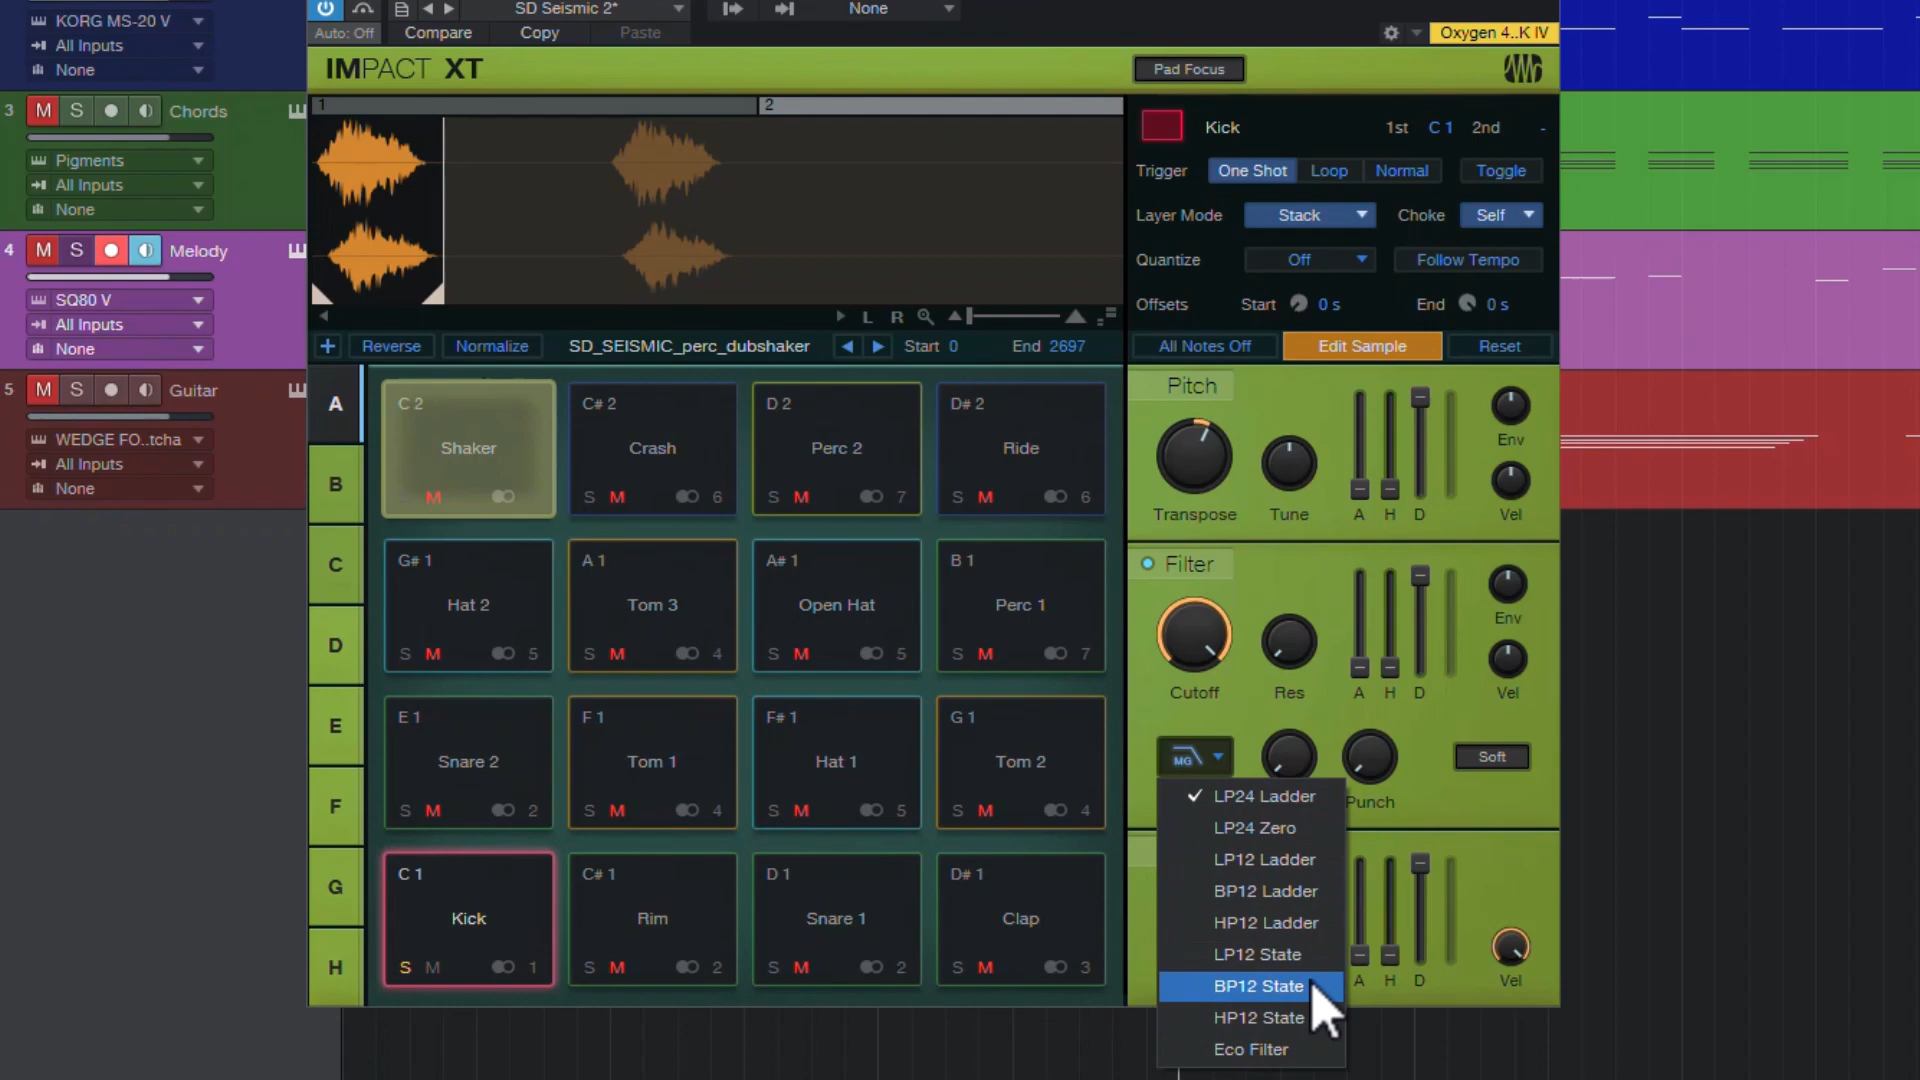 KORG MS-20 V
All Inputs
None
3 M S Chords
Pigments
All Inputs
None
4 M S Melody
SQ80 V
All Inputs
None
5 M S Guitar
WEDGE FO..tcha
All Inputs
None
SD Seismic 2*
None
Auto: Off
Compare
Copy
Paste
Oxygen 4..K IV
IMPACT XT
Pad Focus
1
2
L R
Reverse
Normalize
SD_SEISMIC_perc_dubshaker
Start 0
End 2697
Kick
1st C 1 2nd -
Trigger One Shot Loop Normal Toggle
Layer Mode Stack Choke Self
Quantize Off Follow Tempo
Offsets Start 0 s End 0 s
All Notes Off
Edit Sample
Reset
A
B
C
D
E
F
G
H
C 2
Shaker
M
C# 2
Crash
S M 6
D 2
Perc 2
S M 7
D# 2
Ride
S M 6
G# 1
Hat 2
S M 5
A 1
Tom 3
S M 4
A# 1
Open Hat
S M 5
B 1
Perc 1
S M 7
E 1
Snare 2
S M 2
F 1
Tom 1
S M 4
F# 1
Hat 1
S M 5
G 1
Tom 2
S M 4
C 1
Kick
S M 1
C# 1
Rim
S M 2
D 1
Snare 1
S M 2
D# 1
Clap
S M 3
Pitch
Env
Transpose Tune A H D Vel
Filter
Env
Cutoff Res A H D Vel
MG
Soft
Punch
LP24 Ladder
LP24 Zero
LP12 Ladder
BP12 Ladder
HP12 Ladder
LP12 State
BP12 State
HP12 State
Eco Filter
A H D Vel